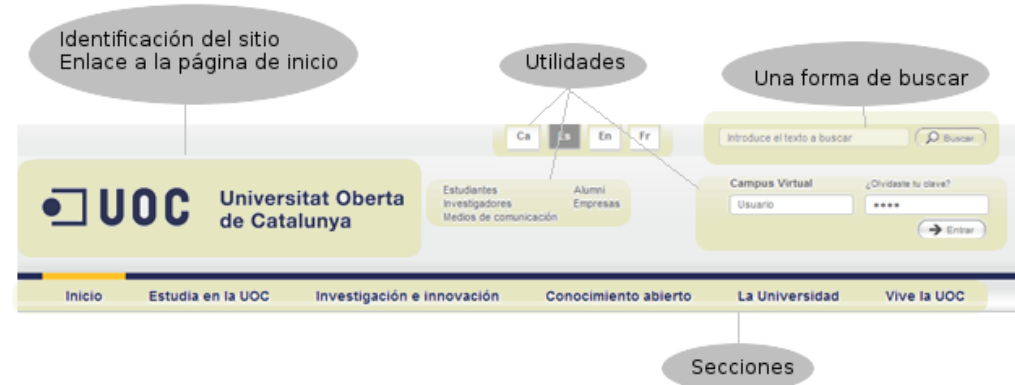 Identificación del sitio
Enlace a la página de inicio
Utilidades
Una forma de buscar
Ca Es En Fr
Introduce el texto a buscar
Buscar
UOC
Universitat Oberta
de Catalunya
Estudiantes Alumni
Investigadores Empresas
Medios de comunicación
Campus Virtual ¿Olvidaste tu clave?
Usuario ****
Entrar
Inicio Estudia en la UOC Investigación e innovación Conocimiento abierto La Universidad Vive la UOC
Secciones